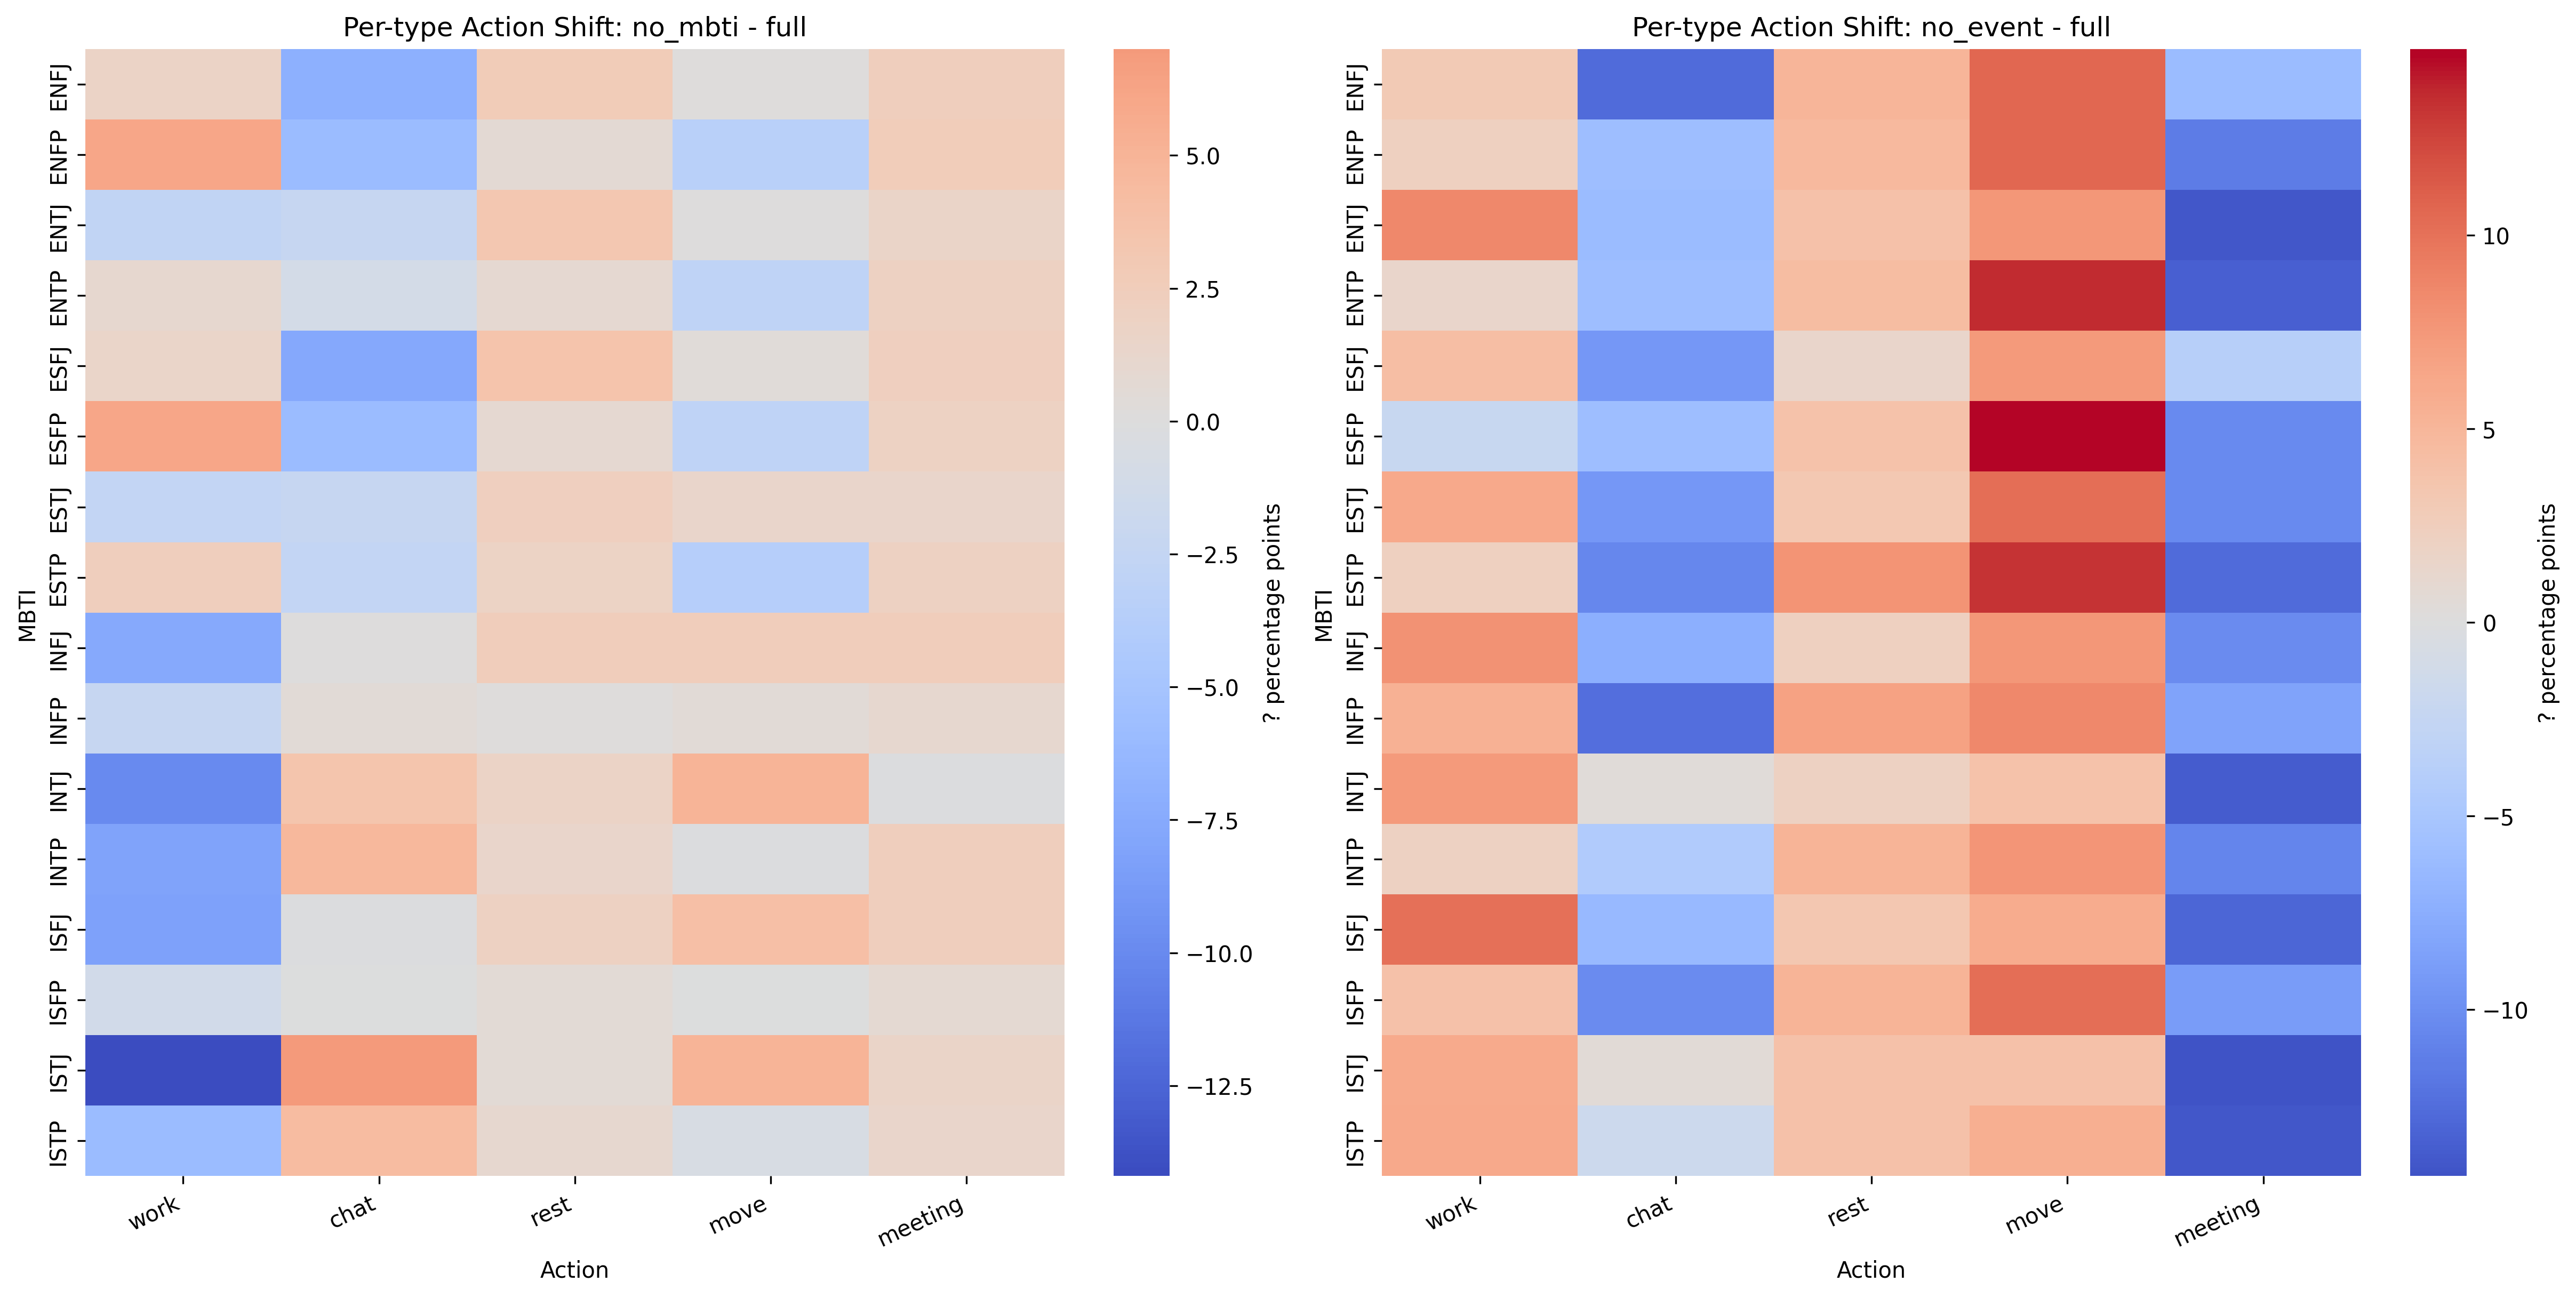 Per-type Action Shift: no_mbti - full
MBTI
ENFJ
ENFP
ENTJ
ENTP
ESFJ
ESFP
ESTJ
ESTP
INFJ
INFP
INTJ
INTP
ISFJ
ISFP
ISTJ
ISTP
work
chat
rest
move
meeting
Action
5.0
2.5
0.0
−2.5
−5.0
−7.5
−10.0
−12.5
? percentage points
Per-type Action Shift: no_event - full
MBTI
ENFJ
ENFP
ENTJ
ENTP
ESFJ
ESFP
ESTJ
ESTP
INFJ
INFP
INTJ
INTP
ISFJ
ISFP
ISTJ
ISTP
work
chat
rest
move
meeting
Action
10
5
0
−5
−10
? percentage points